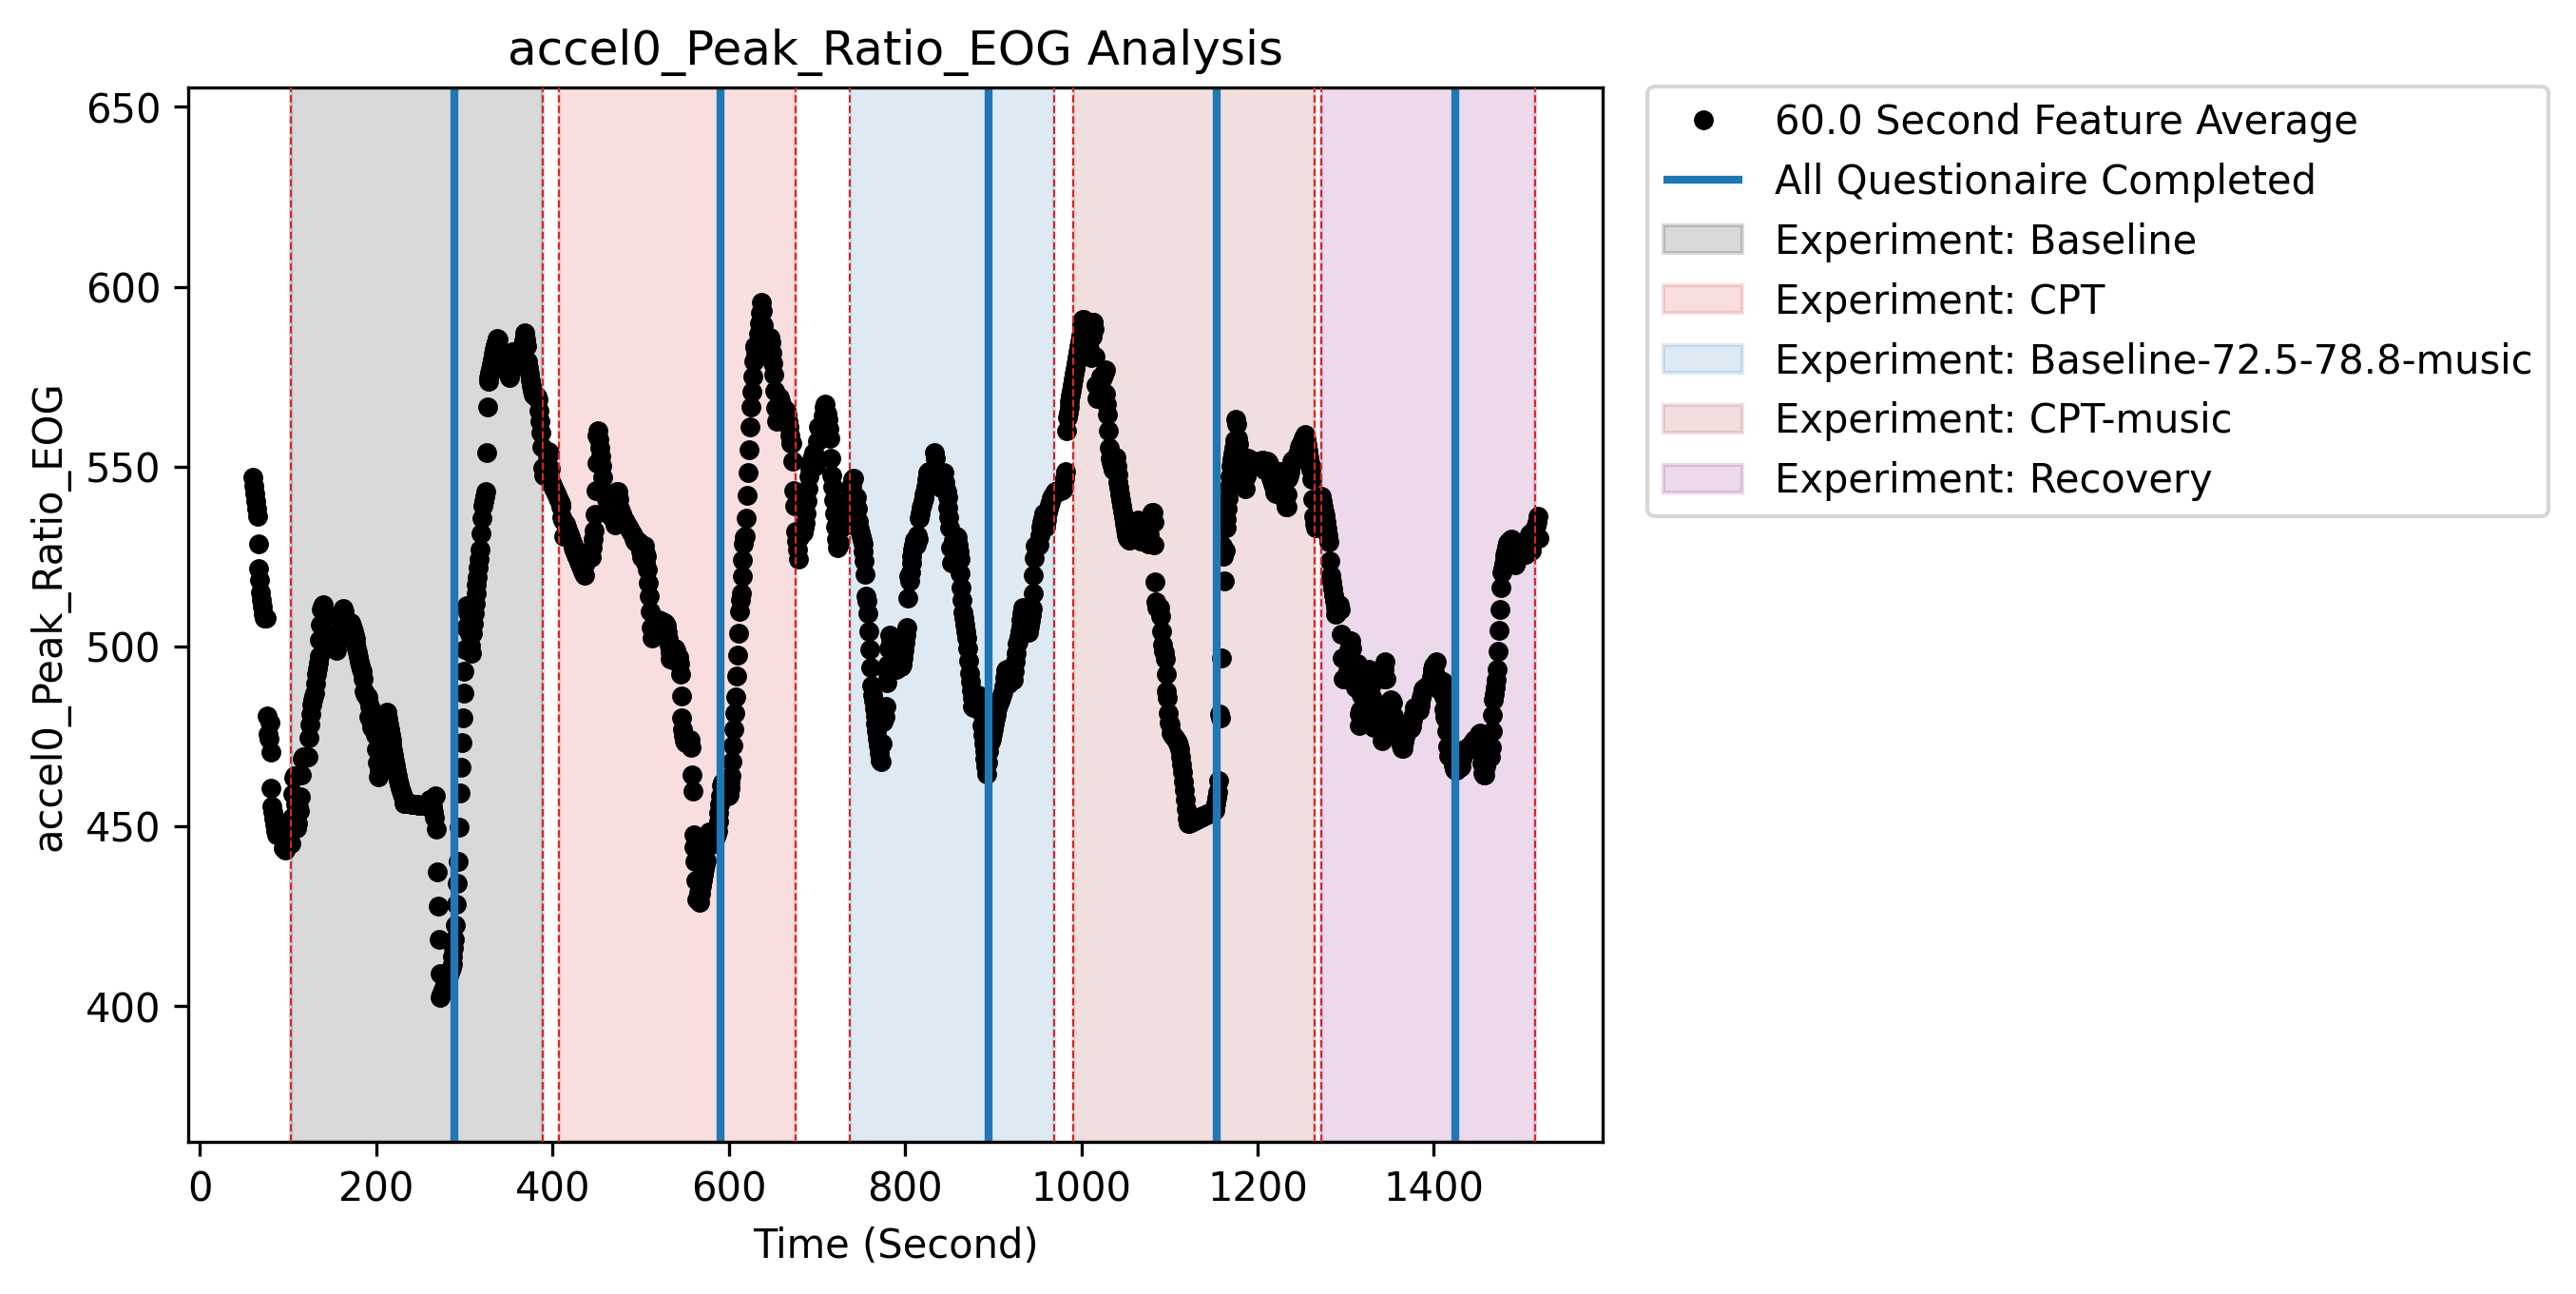 accel0_Peak_Ratio_EOG Analysis
accel0_Peak_Ratio_EOG
650
600
550
500
450
400
0 200 400 600 800 1000 1200 1400
Time (Second)
60.0 Second Feature Average
All Questionaire Completed
Experiment: Baseline
Experiment: CPT
Experiment: Baseline-72.5-78.8-music
Experiment: CPT-music
Experiment: Recovery